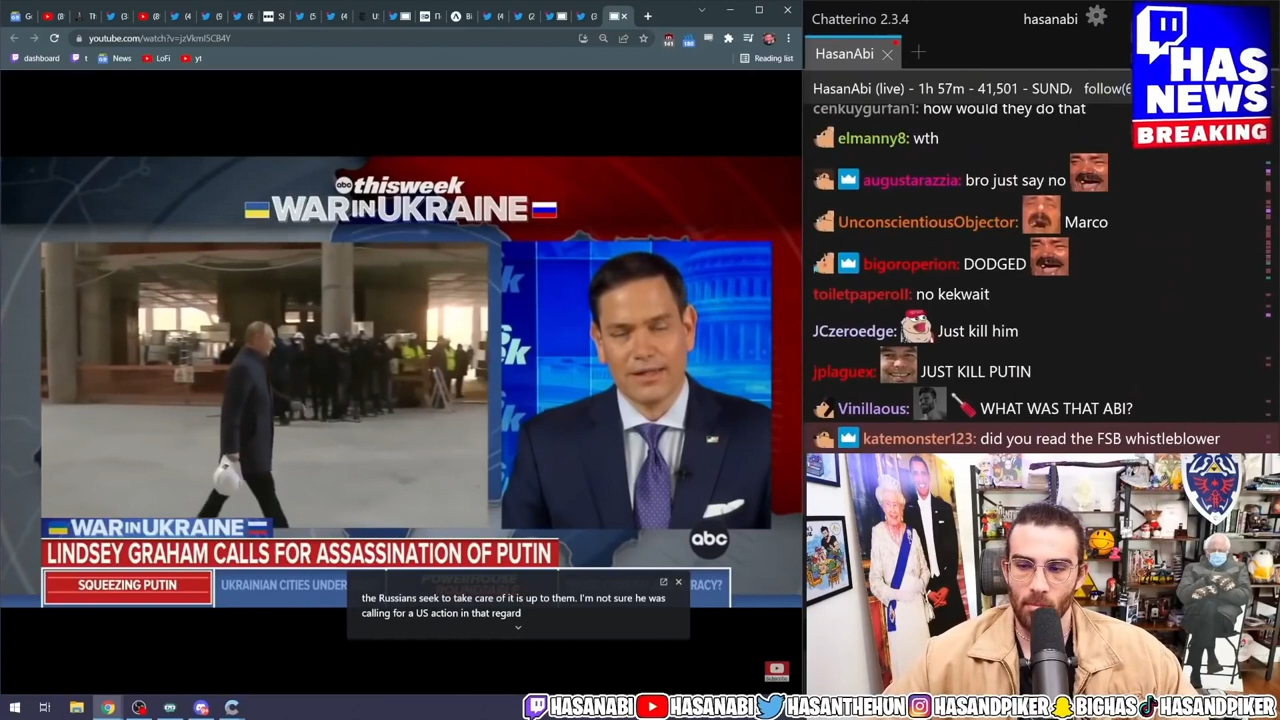 youtube.com/watch?v=jzVkmI5CB4Y
dashboard
News
LoFi
yt
Reading list
abc thisweek
WAR IN UKRAINE
WAR IN UKRAINE
abc
LINDSEY GRAHAM CALLS FOR ASSASSINATION OF PUTIN
SQUEEZING PUTIN
UKRAINIAN CITIES UNDER
RACY?
the Russians seek to take care of it is up to them. I'm not sure he was
calling for a US action in that regard
Subscribe
Chatterino 2.3.4
hasanabi
HasanAbi
HasanAbi (live) - 1h 57m - 41,501 - SUND
follow(6
HAS
NEWS
BREAKING
cenkuygurfan1: how would they do that
elmanny8: wth
augustarazzia: bro just say no
UnconscientiousObjector: Marco
bigoroperion: DODGED
toiletpaperoll: no kekwait
JCzeroedge: Just kill him
jplaguex: JUST KILL PUTIN
Vinillaous: WHAT WAS THAT ABI?
katemonster123: did you read the FSB whistleblower
HASANABI HASANABI HASANTHEHUN HASANDPIKER BIGHAS HASANDPIKER